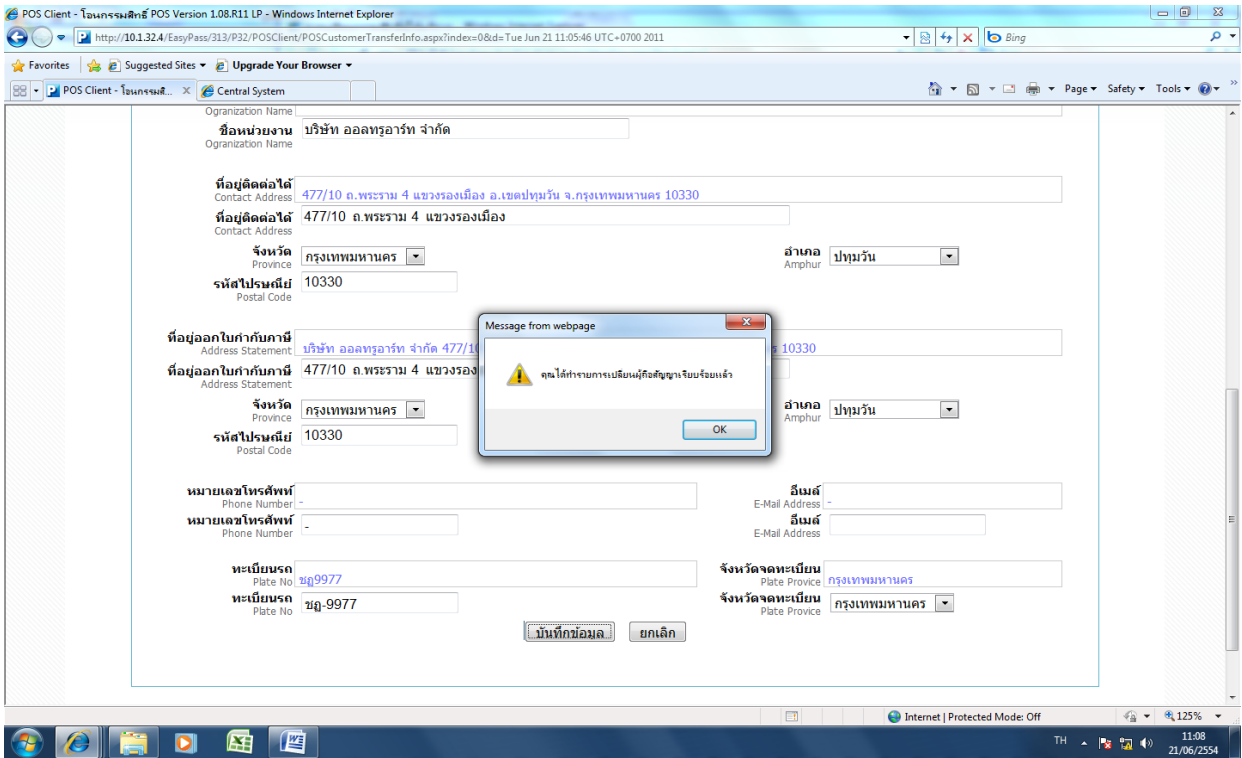 POS Client - โอนกรรมสิทธิ์ POS Version 1.08.R11 LP - Windows Internet Explorer
http://10.1.32.4/EasyPass/313/P32/POSClient/POSCustomerTransferInfo.aspx?index=0&td=Tue Jun 21 11:05:46 UTC+0700 2011
Bing
Favorites Suggested Sites Upgrade Your Browser
POS Client - โอนกรรมสิ... X Central System Page Safety Tools
Ogranization Name
ชื่อหน่วยงาน บริษัท ออลทรูอาร์ท จำกัด
Ogranization Name
ที่อยู่ติดต่อได้
Contact Address 477/10 ถ.พระราม 4 แขวงรองเมือง อ.เขตปทุมวัน จ.กรุงเทพมหานคร 10330
ที่อยู่ติดต่อได้ 477/10 ถ.พระราม 4 แขวงรองเมือง
Contact Address
จังหวัด กรุงเทพมหานคร อำเภอ ปทุมวัน
Province Amphur
รหัสไปรษณีย์ 10330
Postal Code
Message from webpage
ที่อยู่ออกใบกำกับภาษี
Address Statement บริษัท ออลทรูอาร์ท จำกัด 477/1 10330
ที่อยู่ออกใบกำกับภาษี 477/10 ถ.พระราม 4 แขวงรอง
Address Statement
คุณได้ทำรายการเปลี่ยนผู้ถือสัญญาเรียบร้อยแล้ว
OK
จังหวัด กรุงเทพมหานคร อำเภอ ปทุมวัน
Province Amphur
รหัสไปรษณีย์ 10330
Postal Code
หมายเลขโทรศัพท์ อีเมล์
Phone Number - E-Mail Address -
หมายเลขโทรศัพท์ - อีเมล์
Phone Number E-Mail Address
ทะเบียนรถ จังหวัดจดทะเบียน
Plate No ชฎ9977 Plate Provice กรุงเทพมหานคร
ทะเบียนรถ ชฎ-9977 จังหวัดจดทะเบียน กรุงเทพมหานคร
Plate No Plate Provice
บันทึกข้อมูล ยกเลิก
Internet | Protected Mode: Off 125%
TH 11:08
21/06/2554